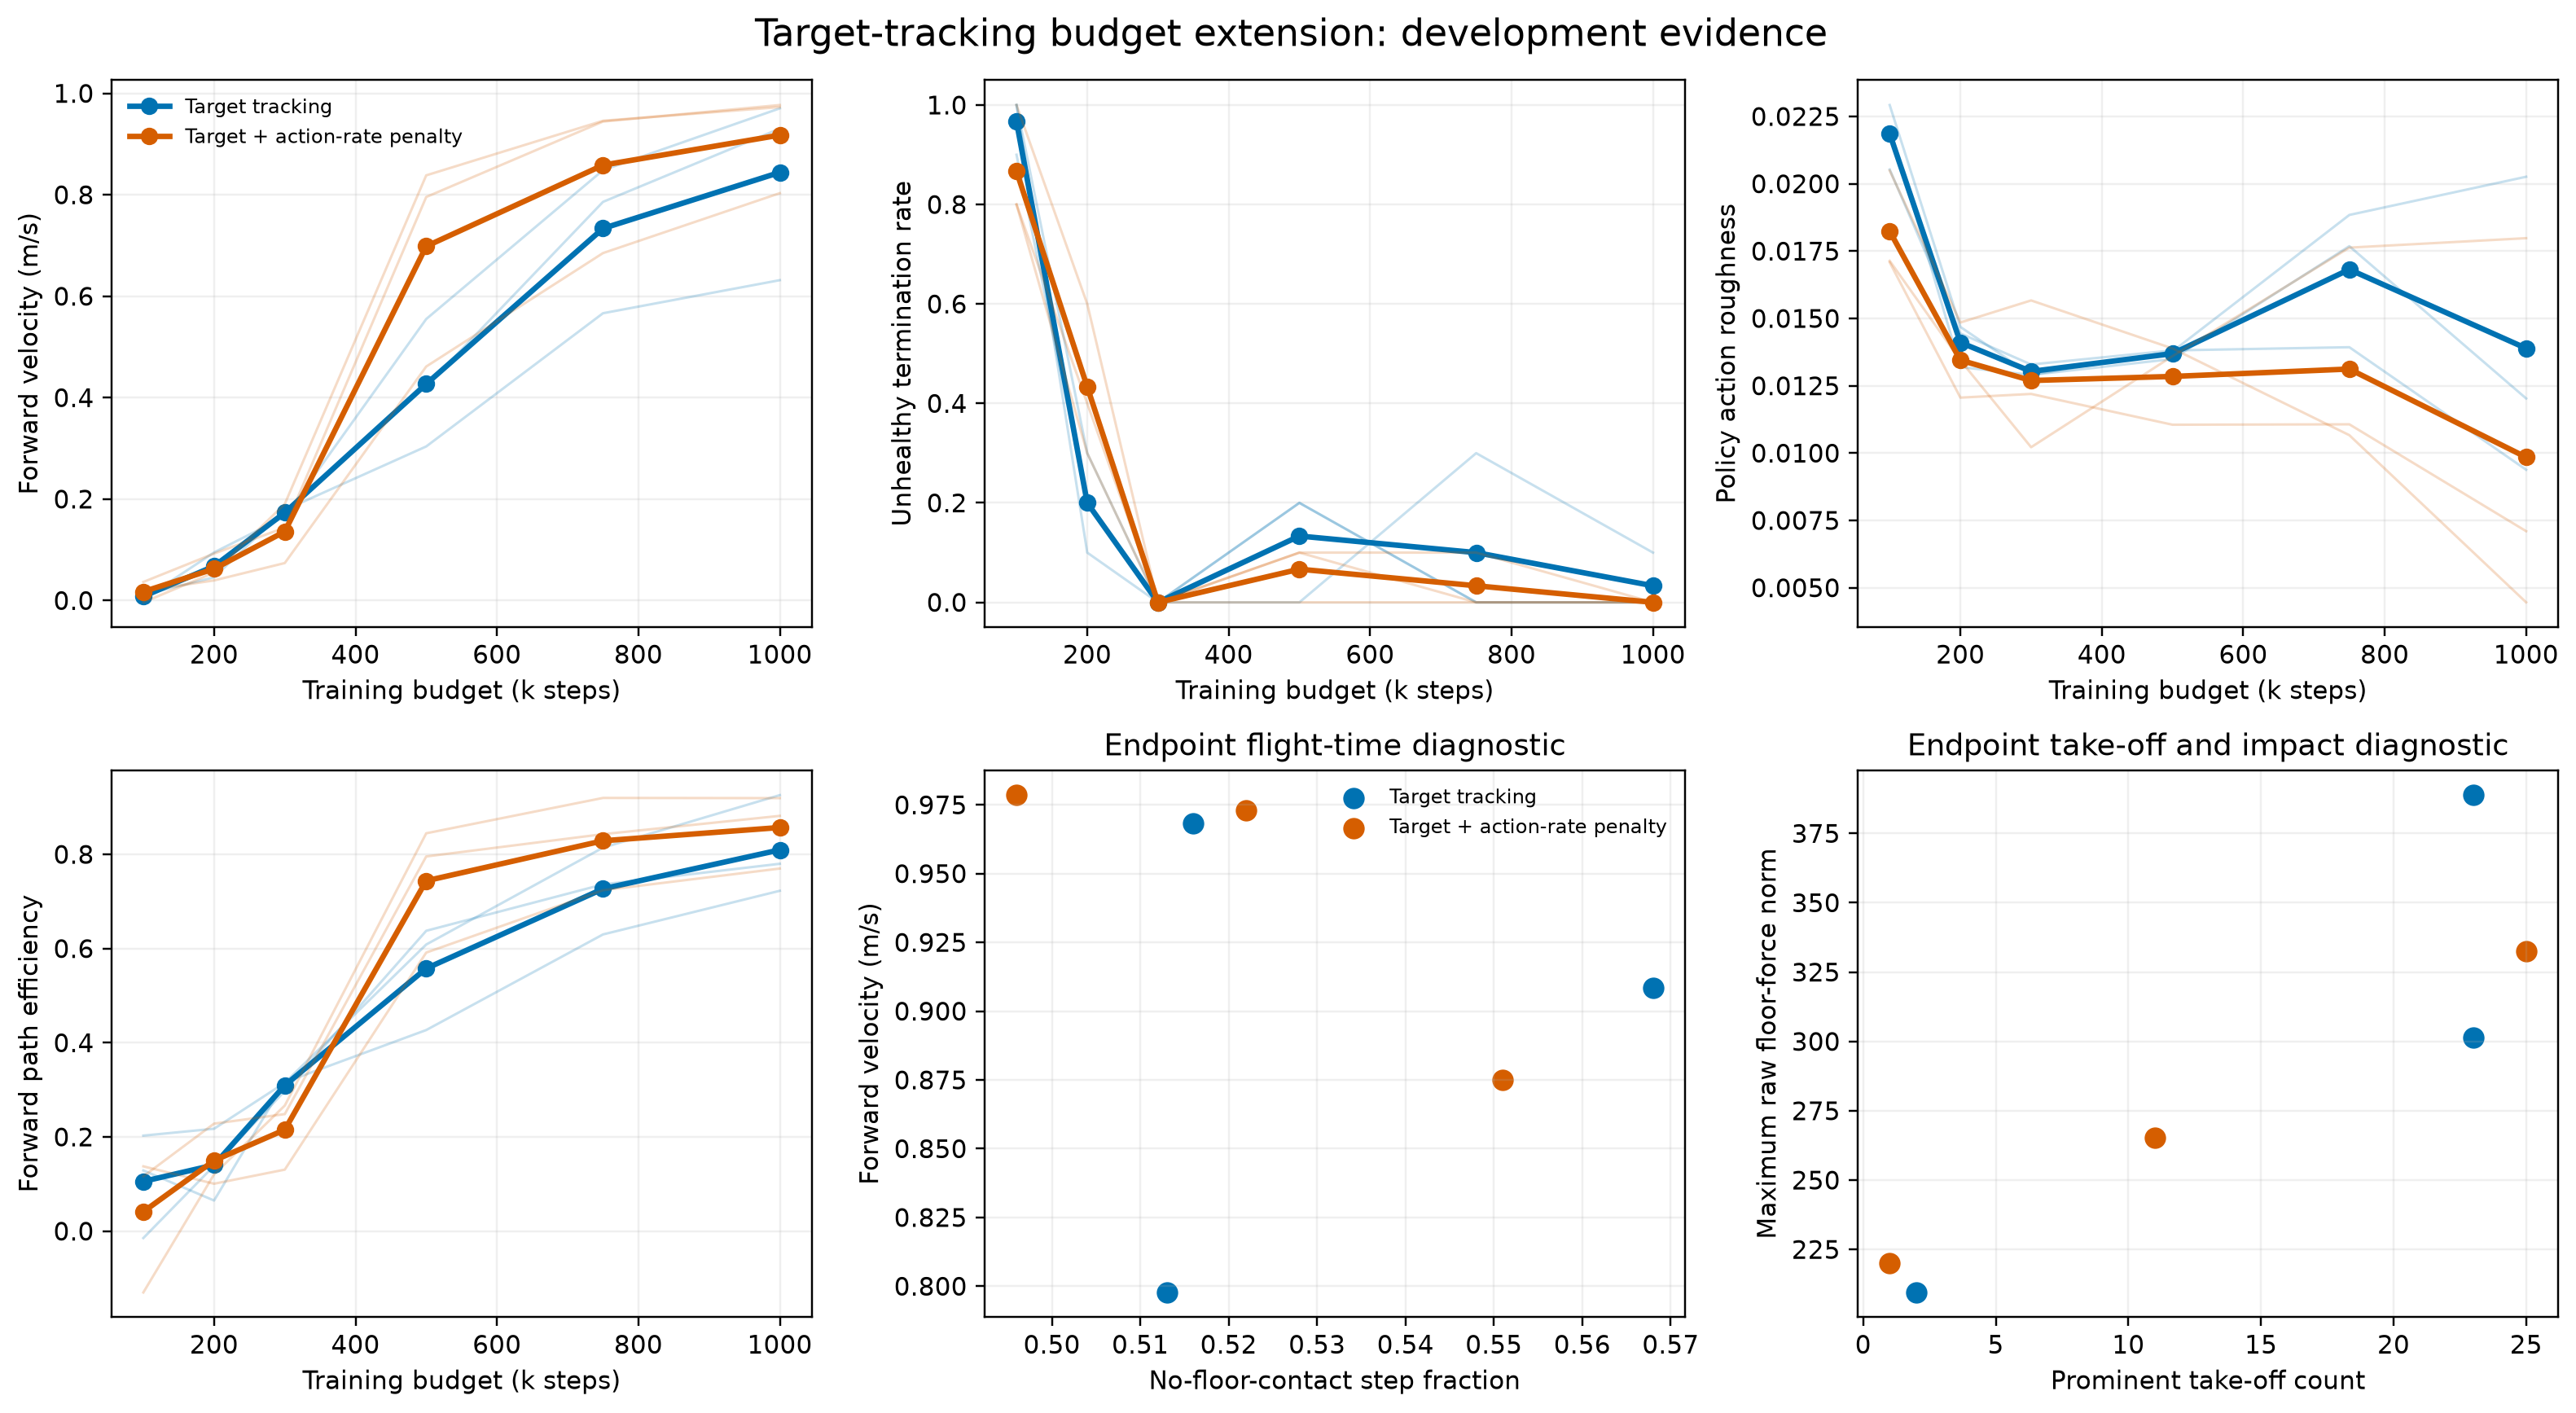 Target-tracking budget extension: development evidence
Forward velocity (m/s)
1.0
0.8
0.6
0.4
0.2
0.0
Target tracking
Target + action-rate penalty
200 400 600 800 1000
Training budget (k steps)
Unhealthy termination rate
1.0
0.8
0.6
0.4
0.2
0.0
200 400 600 800 1000
Training budget (k steps)
Policy action roughness
0.0225
0.0200
0.0175
0.0150
0.0125
0.0100
0.0075
0.0050
200 400 600 800 1000
Training budget (k steps)
Forward path efficiency
0.8
0.6
0.4
0.2
0.0
200 400 600 800 1000
Training budget (k steps)
Endpoint flight-time diagnostic
Forward velocity (m/s)
0.975
0.950
0.925
0.900
0.875
0.850
0.825
0.800
Target tracking
Target + action-rate penalty
0.50 0.51 0.52 0.53 0.54 0.55 0.56 0.57
No-floor-contact step fraction
Endpoint take-off and impact diagnostic
Maximum raw floor-force norm
375
350
325
300
275
250
225
0 5 10 15 20 25
Prominent take-off count